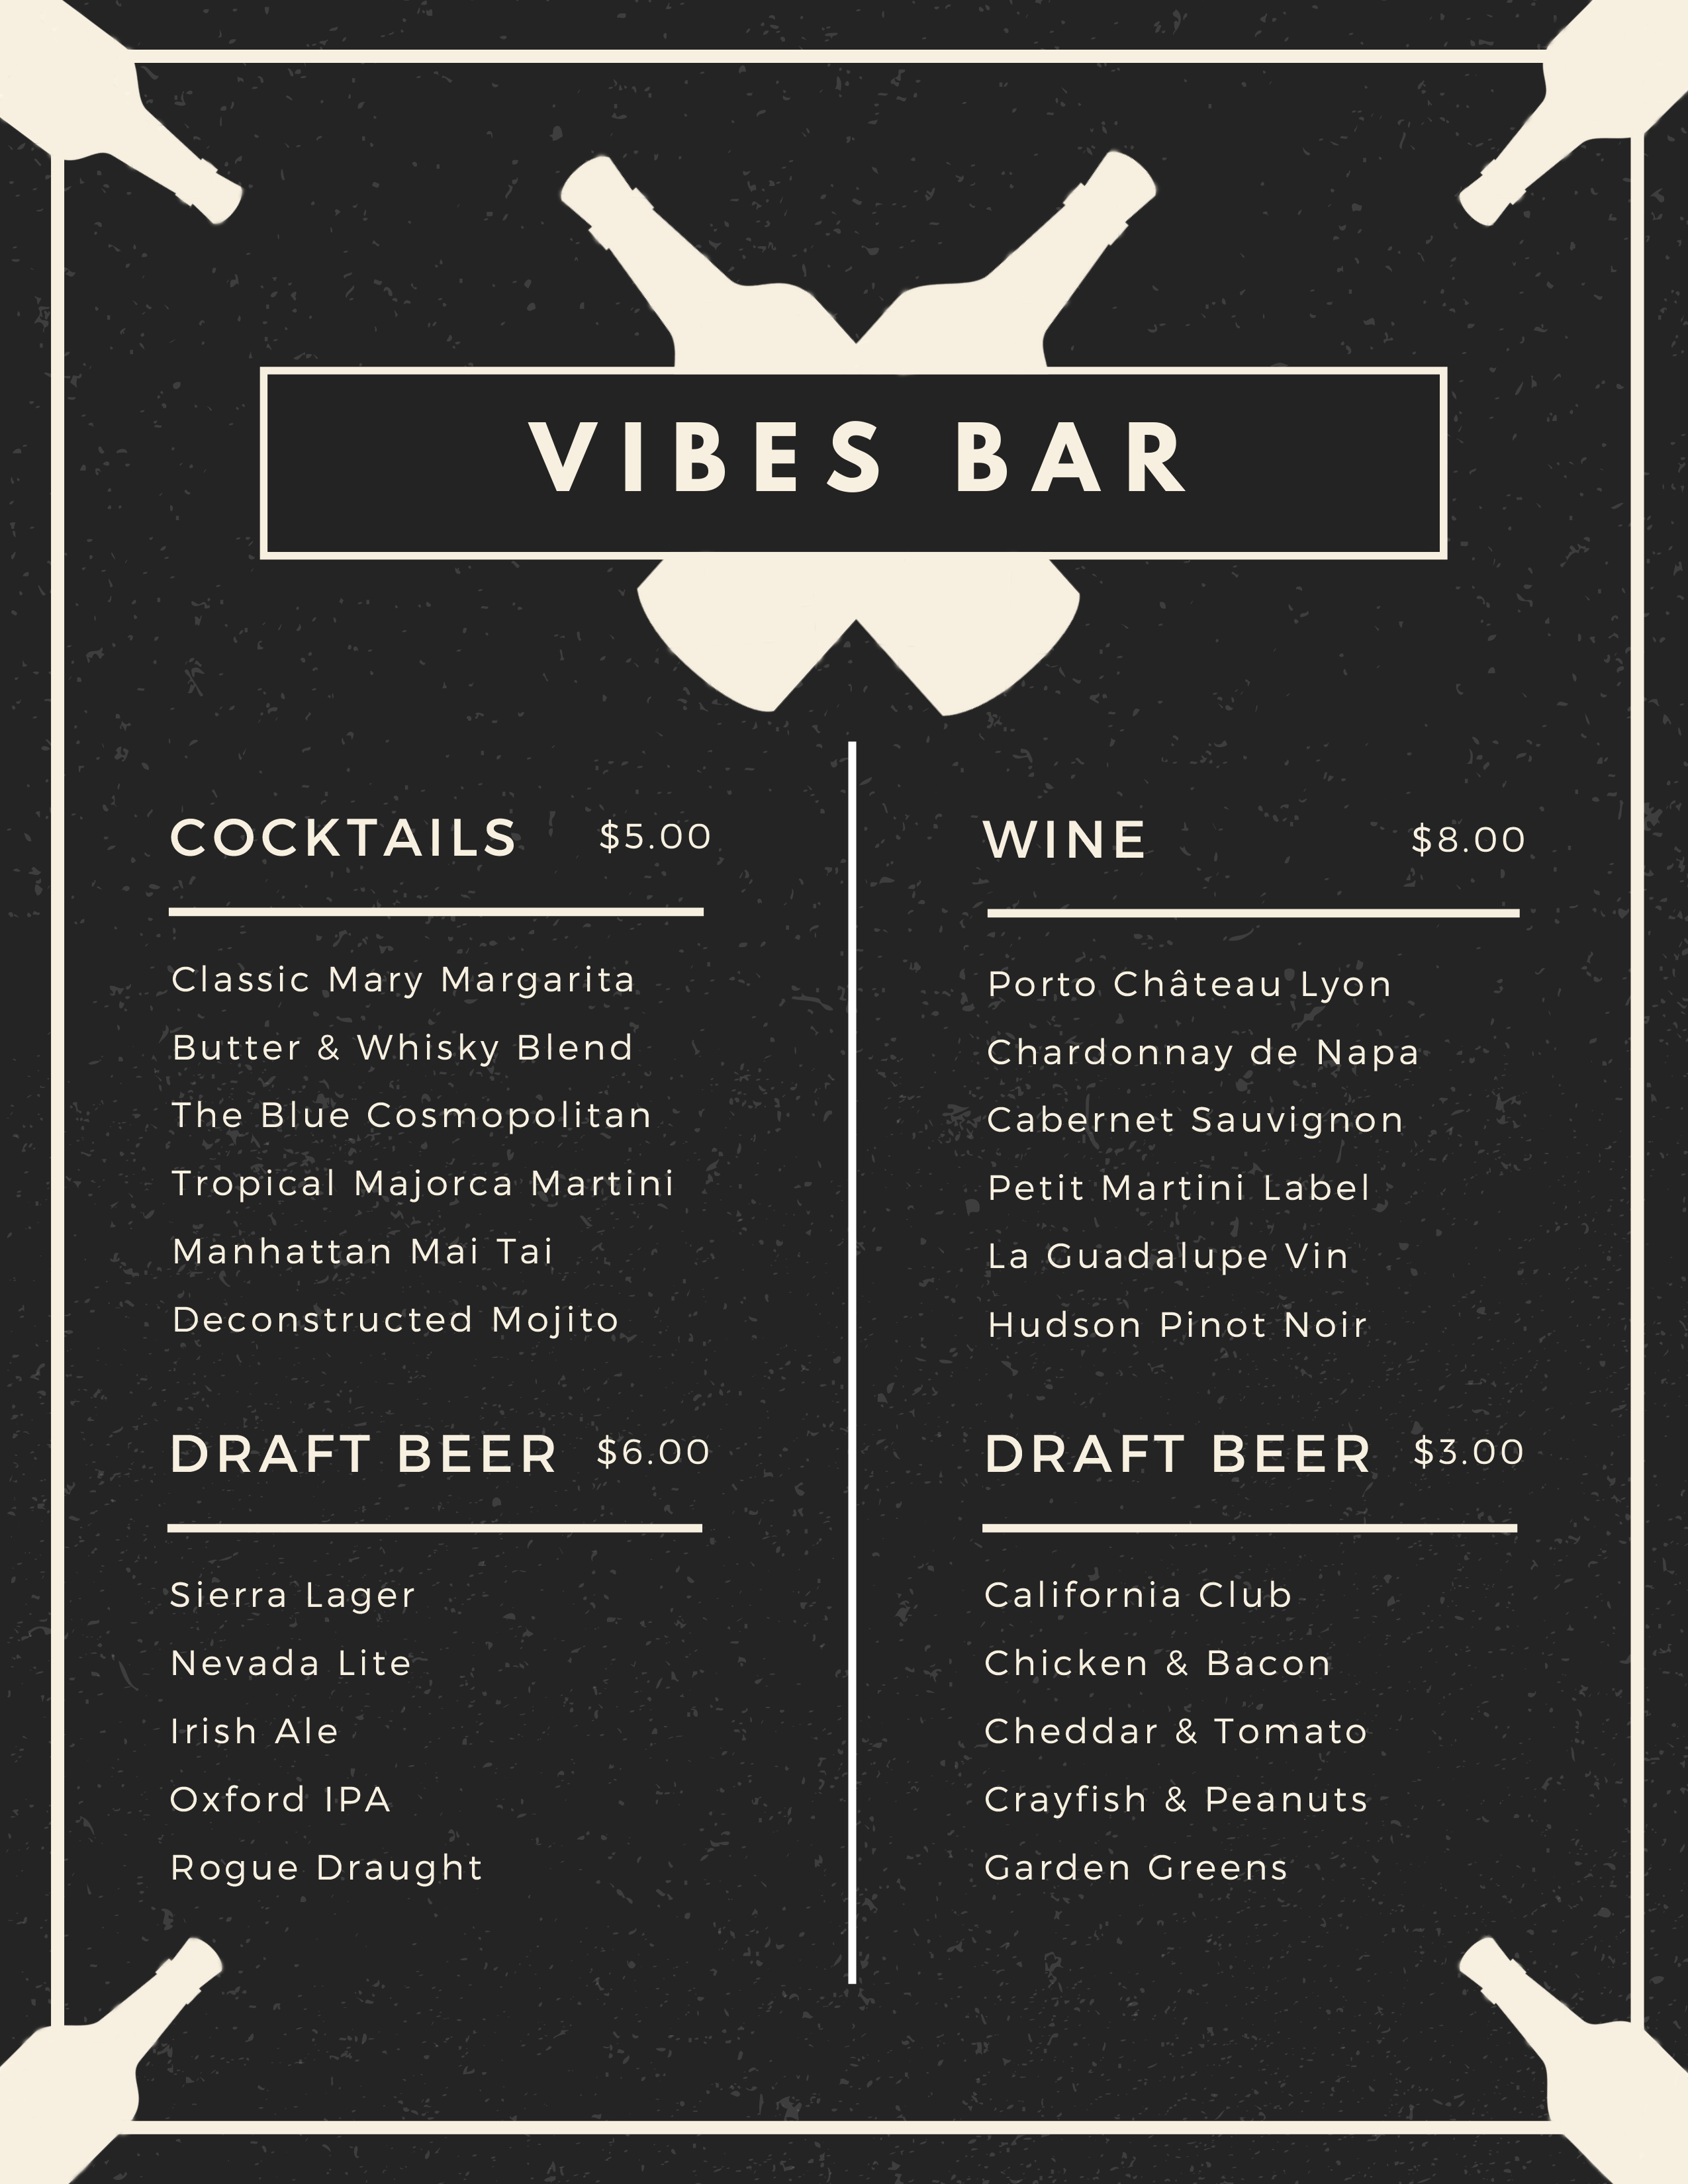 VIBES BAR
COCKTAILS $5.00
Classic Mary Margarita
Butter & Whisky Blend
The Blue Cosmopolitan
Tropical Majorca Martini
Manhattan Mai Tai
Deconstructed Mojito
DRAFT BEER $6.00
Sierra Lager
Nevada Lite
Irish Ale
Oxford IPA
Rogue Draught
WINE $8.00
Porto Château Lyon
Chardonnay de Napa
Cabernet Sauvignon
Petit Martini Label
La Guadalupe Vin
Hudson Pinot Noir
DRAFT BEER $3.00
California Club
Chicken & Bacon
Cheddar & Tomato
Crayfish & Peanuts
Garden Greens